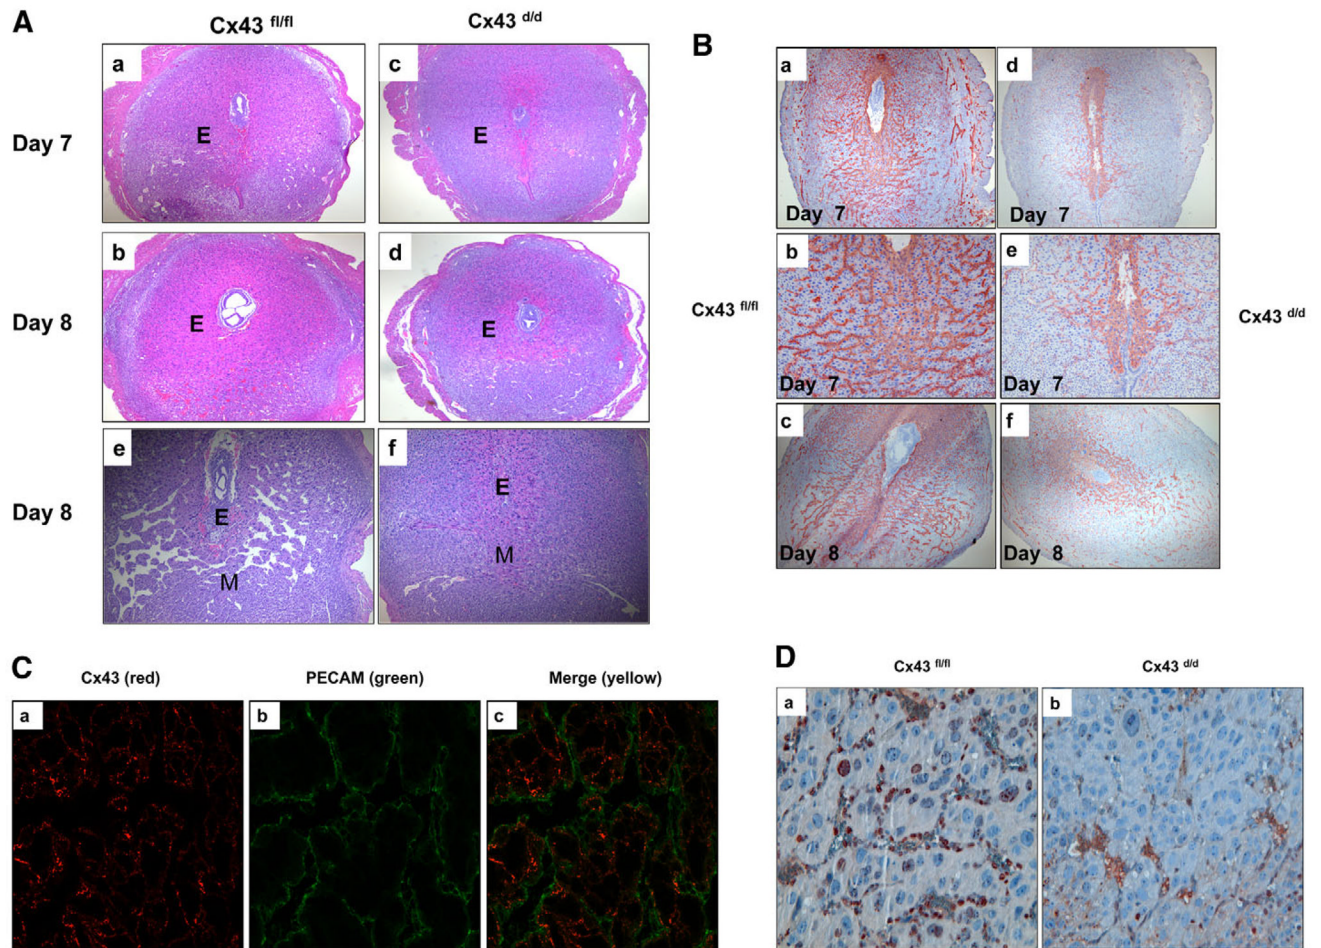 A
Cx43 fl/fl
Cx43 d/d
Day 7
a
E
c
E
Day 8
b
E
d
E
Day 8
e
E
M
f
E
M
B
a
Day 7
d
Day 7
Cx43 fl/fl
b
Day 7
e
Day 7
Cx43 d/d
c
Day 8
f
Day 8
C
Cx43 (red)
PECAM (green)
Merge (yellow)
a
b
c
D
Cx43 fl/fl
Cx43 d/d
a
b